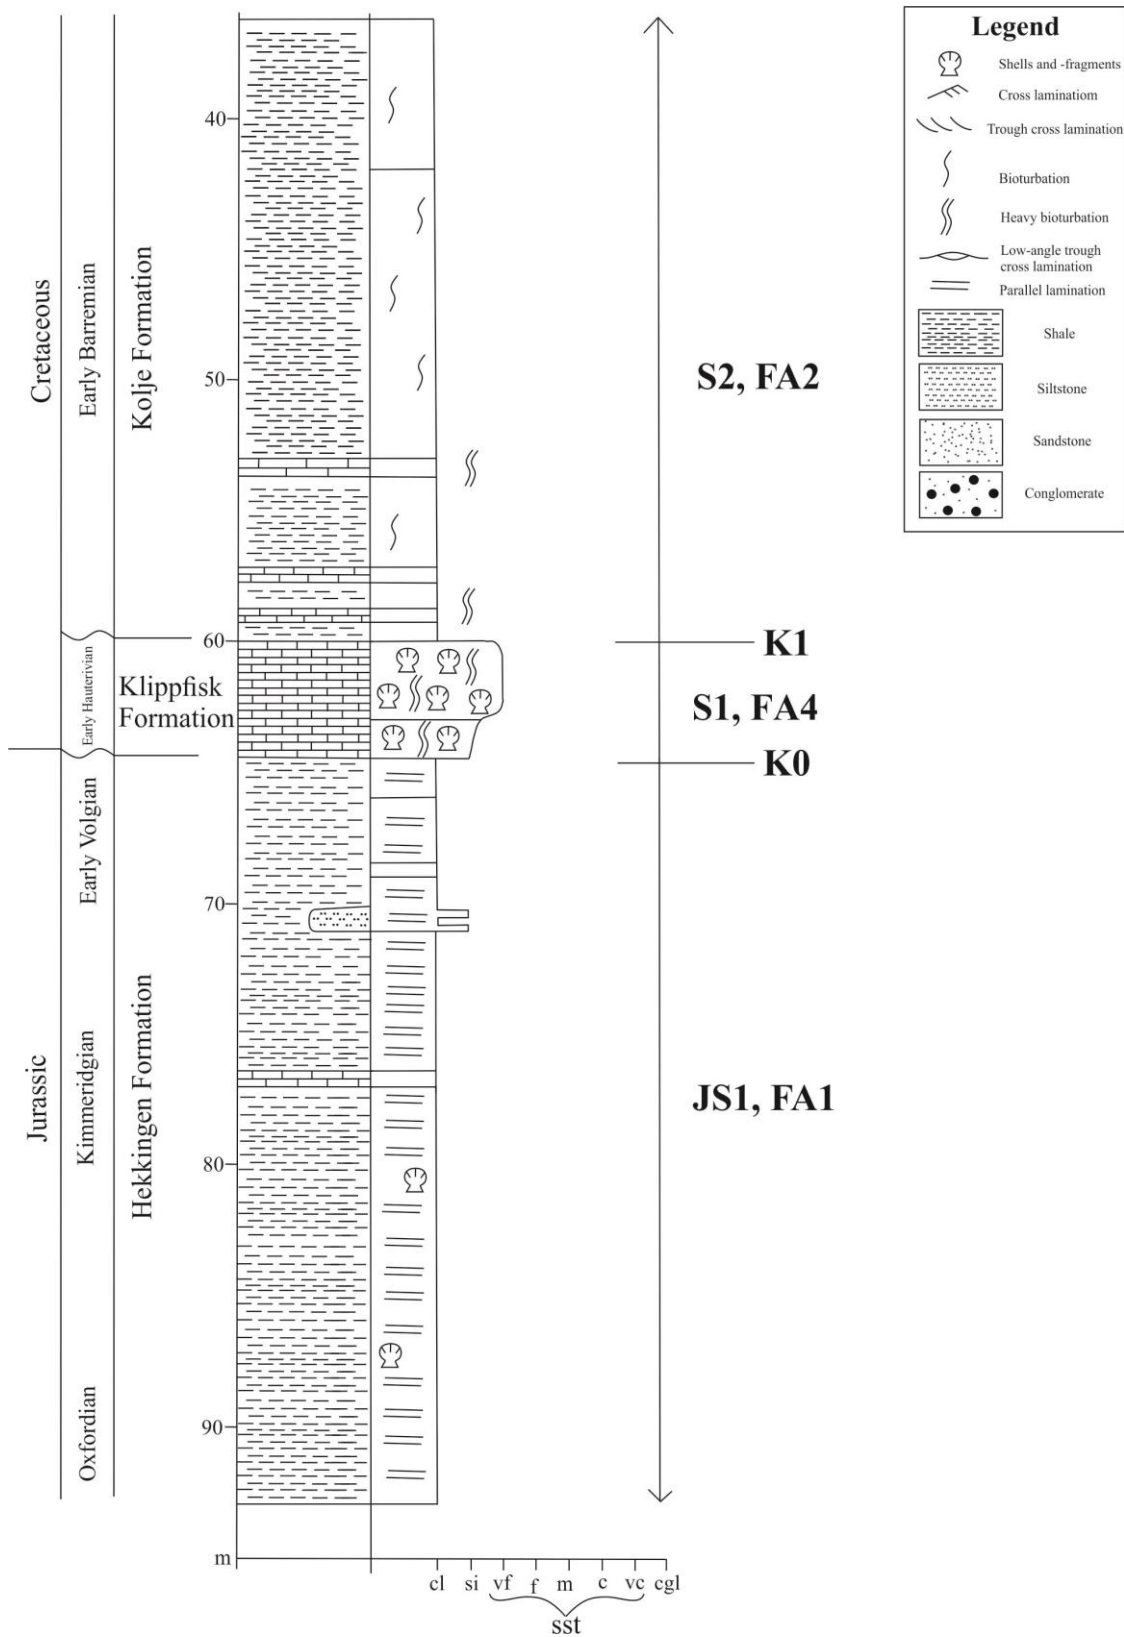 Legend
Shells and -fragments
Cross laminatiom
Trough cross lamination
Bioturbation
Heavy bioturbation
Low-angle trough
cross lamination
Parallel lamination
Shale
Siltstone
Sandstone
Conglomerate
Cretaceous
Early Barremian
Kolje Formation
40
50
S2, FA2
60
K1
Early Hauterivian
Klippfisk
Formation
S1, FA4
K0
Jurassic
Early Volgian
Kimmeridgian
Oxfordian
Hekkingen Formation
70
JS1, FA1
80
90
m
cl si vf f m c vc cgl
sst